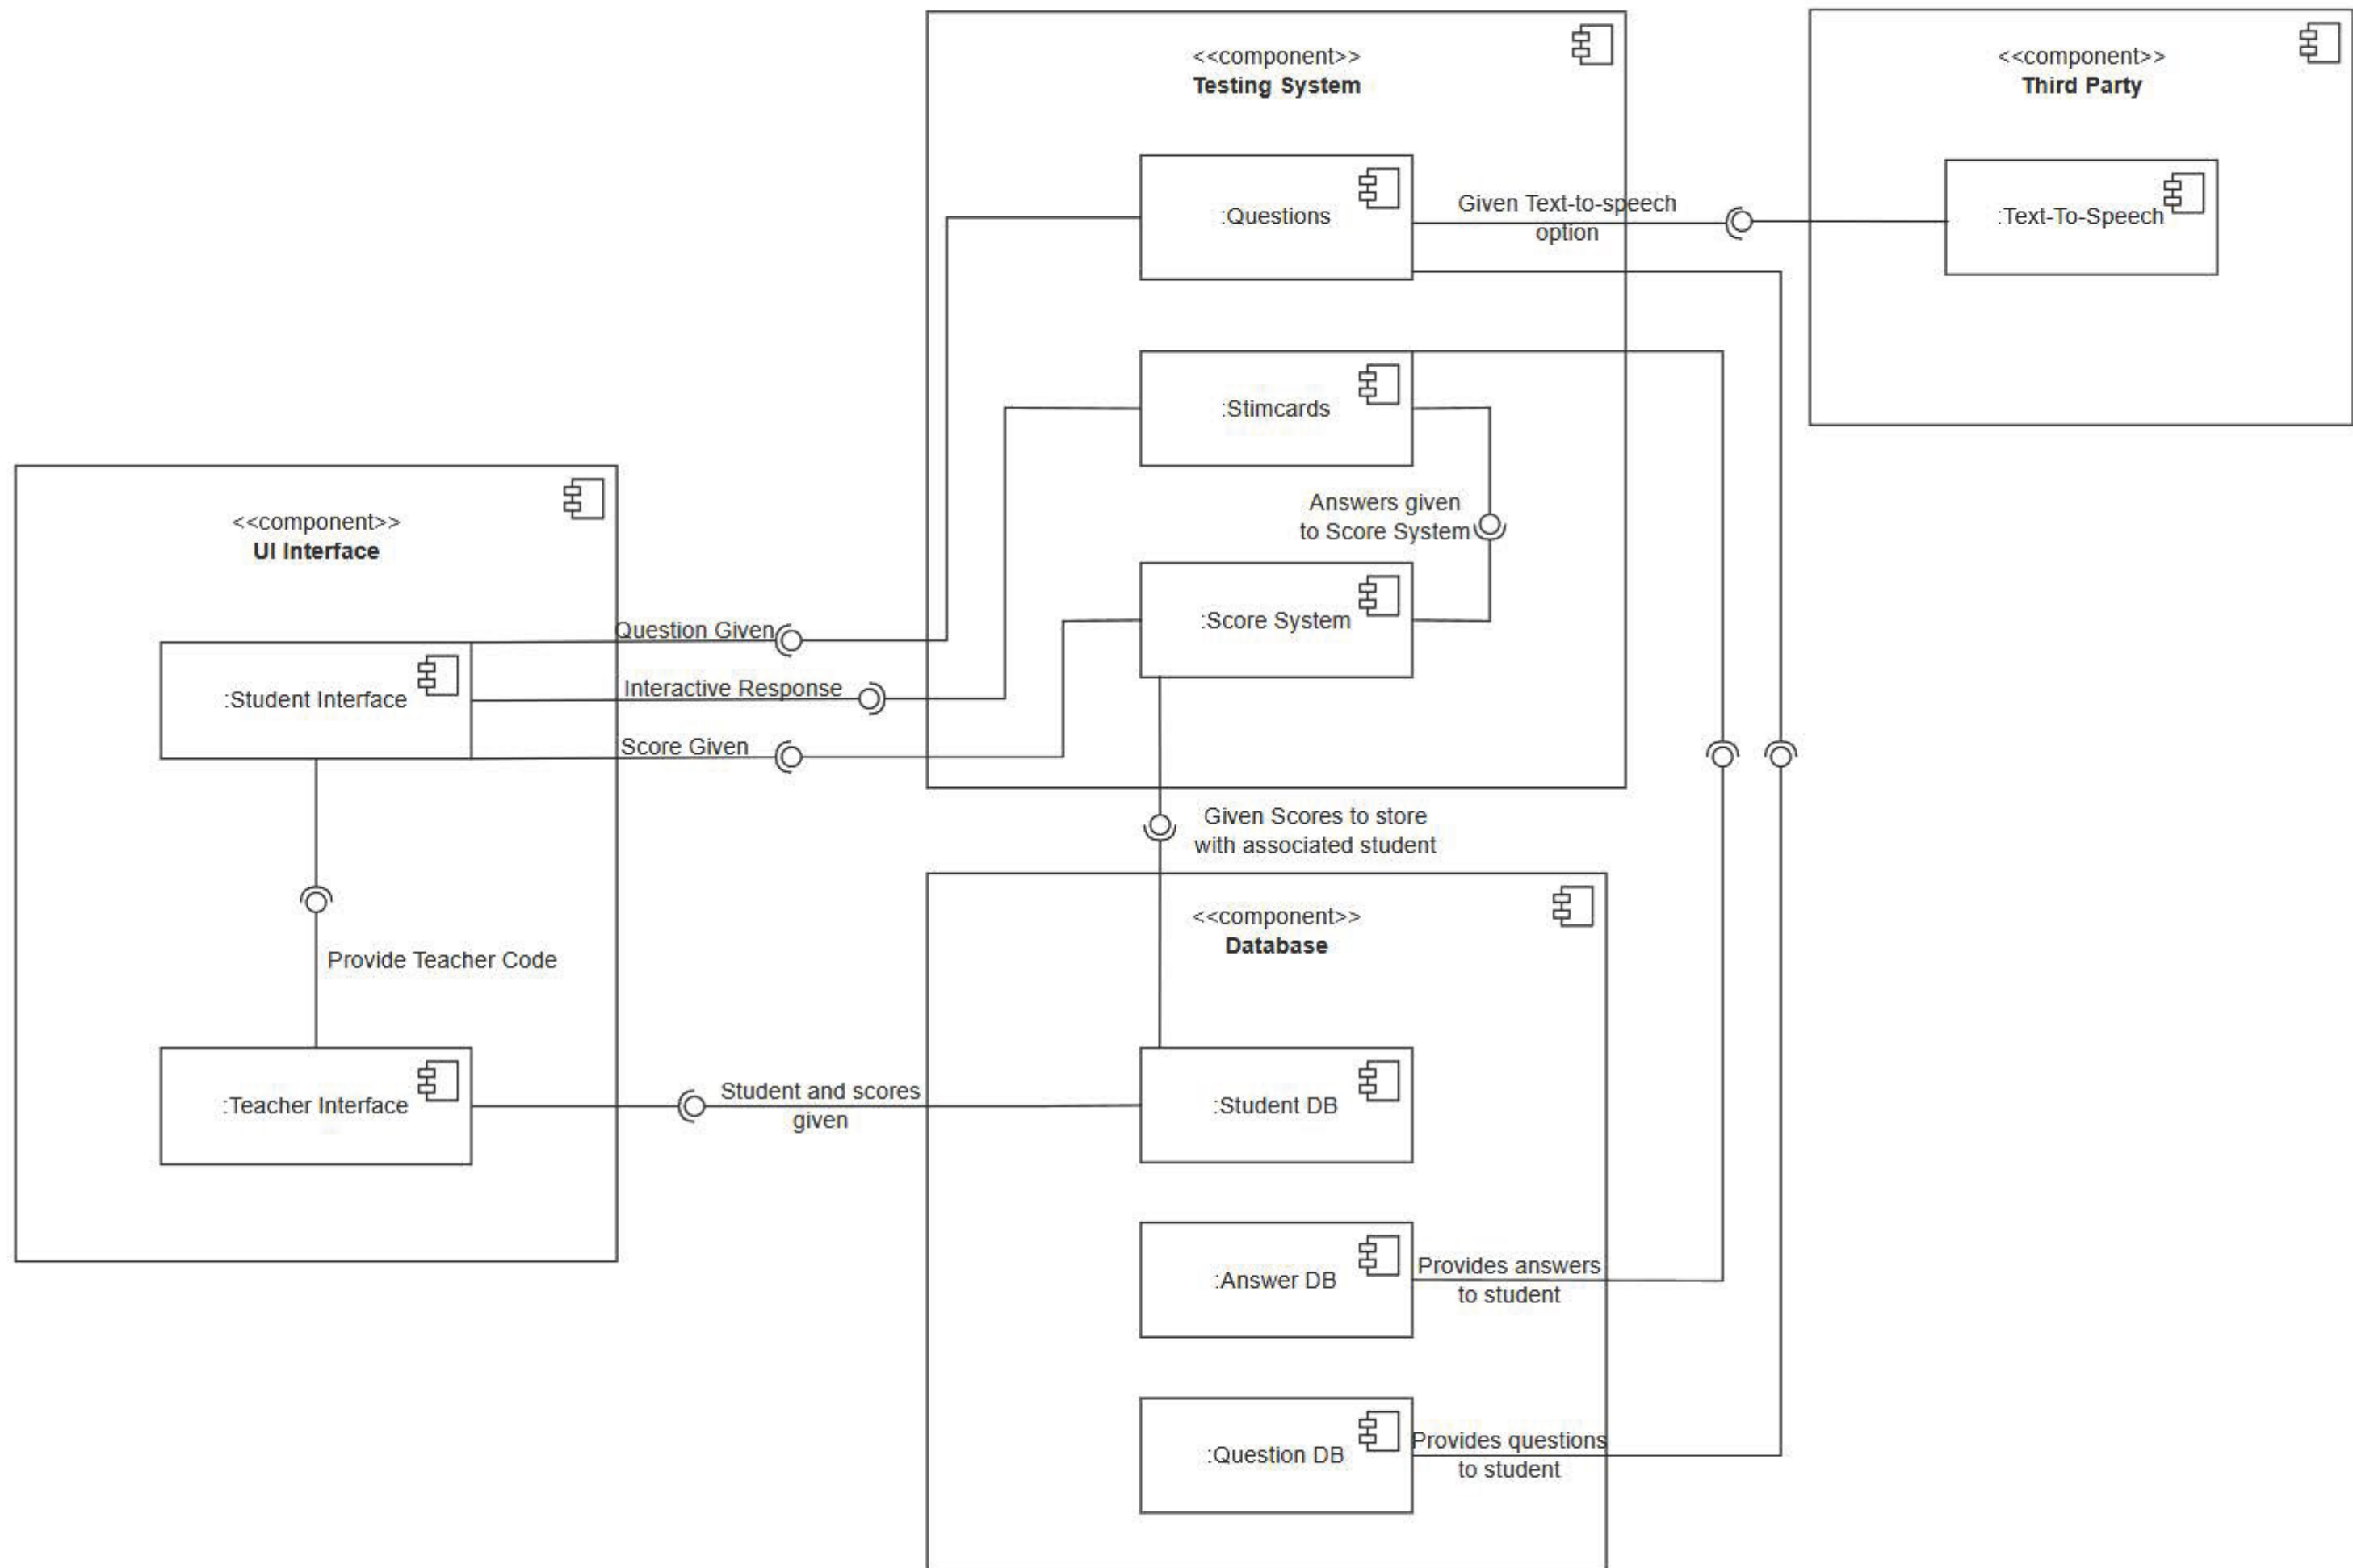 <<component>>
Testing System
:Questions
Given Text-to-speech
option
:Stimcards
Answers given
to Score System
:Score System
<<component>>
Third Party
:Text-To-Speech
<<component>>
UI Interface
:Student Interface
Question Given
Interactive Response
Score Given
Provide Teacher Code
:Teacher Interface
Student and scores
given
Given Scores to store
with associated student
<<component>>
Database
:Student DB
:Answer DB
Provides answers
to student
:Question DB
Provides questions
to student